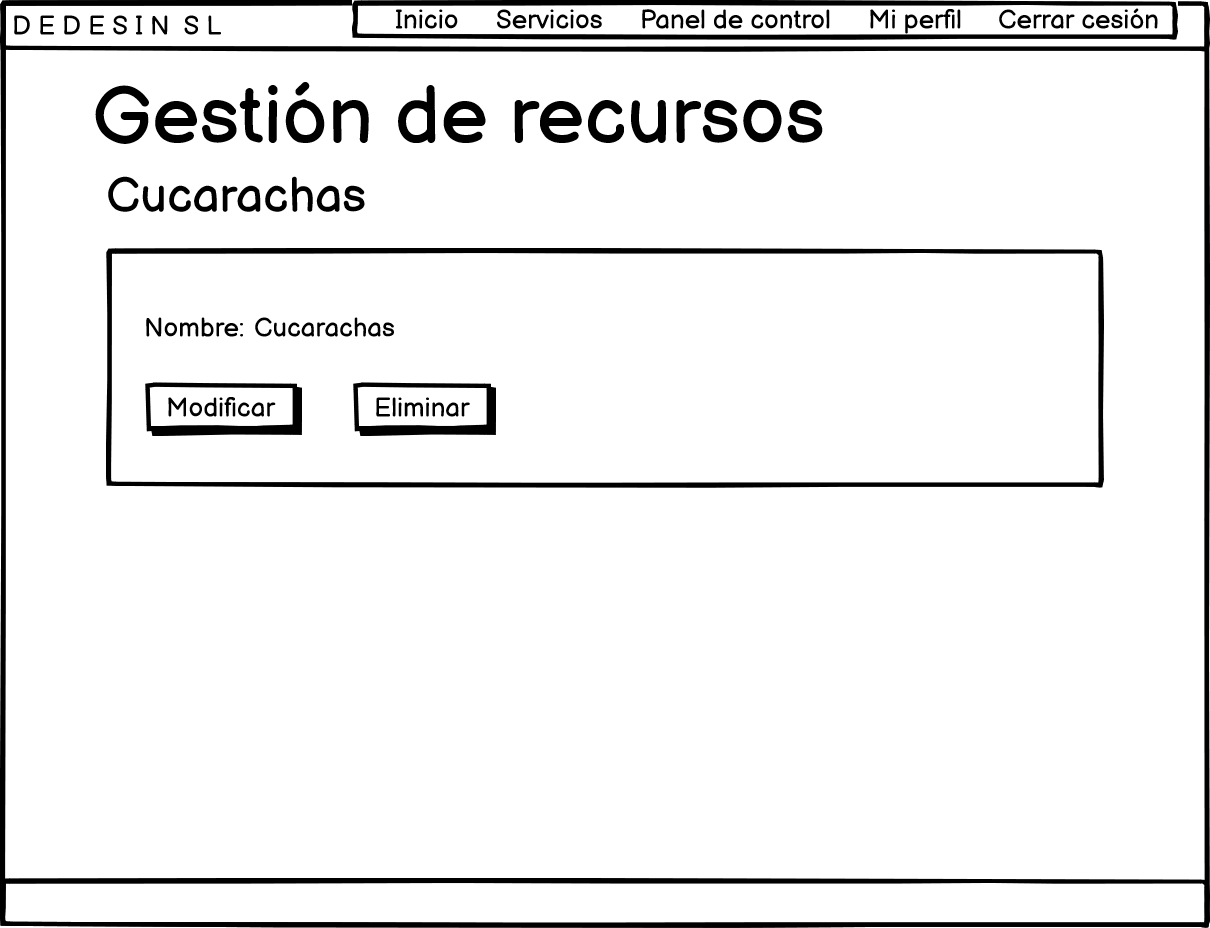 DEDESIN SL
Inicio Servicios Panel de control Mi perfil Cerrar cesión
Gestión de recursos
Cucarachas
Nombre: Cucarachas
Modificar Eliminar